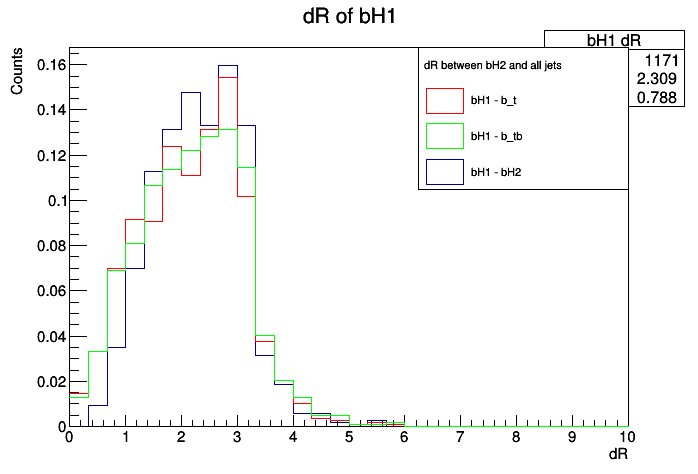 dR of bH1
bH1 dR
1171
2.309
0.788
Counts
0.16
0.14
0.12
0.1
0.08
0.06
0.04
0.02
0
dR between bH2 and all jets
bH1 - b_t
bH1 - b_tb
bH1 - bH2
0 1 2 3 4 5 6 7 8 9 10
dR